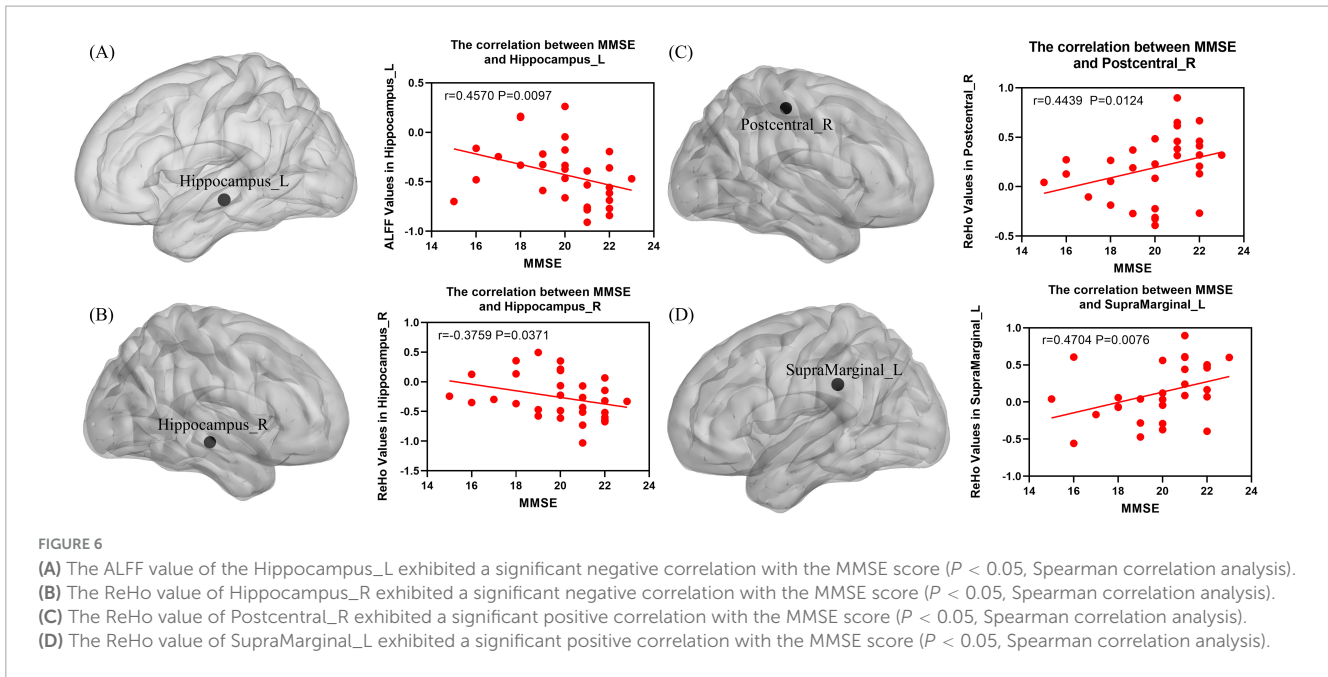 (A)
Hippocampus_L
The correlation between MMSE
and Hippocampus_L
ALFF Values in Hippocampus_L
r=0.4570 P=0.0097
0.5
0.0
-0.5
-1.0
14 16 18 20 22 24
MMSE
(C)
Postcentral_R
The correlation between MMSE
and Postcentral_R
ReHo Values in Postcentral_R
r=0.4439 P=0.0124
1.0
0.5
0.0
-0.5
14 16 18 20 22 24
MMSE
(B)
Hippocampus_R
The correlation between MMSE
and Hippocampus_R
ReHo Values in Hippocampus_R
r=-0.3759 P=0.0371
1.0
0.5
0.0
-0.5
-1.0
-1.5
14 16 18 20 22 24
MMSE
(D)
SupraMarginal_L
The correlation between MMSE
and SupraMarginal_L
ReHo Values in SupraMarginal_L
r=0.4704 P=0.0076
1.0
0.5
0.0
-0.5
-1.0
14 16 18 20 22 24
MMSE
FIGURE 6
(A) The ALFF value of the Hippocampus_L exhibited a significant negative correlation with the MMSE score (P < 0.05, Spearman correlation analysis).
(B) The ReHo value of Hippocampus_R exhibited a significant negative correlation with the MMSE score (P < 0.05, Spearman correlation analysis).
(C) The ReHo value of Postcentral_R exhibited a significant positive correlation with the MMSE score (P < 0.05, Spearman correlation analysis).
(D) The ReHo value of SupraMarginal_L exhibited a significant positive correlation with the MMSE score (P < 0.05, Spearman correlation analysis).